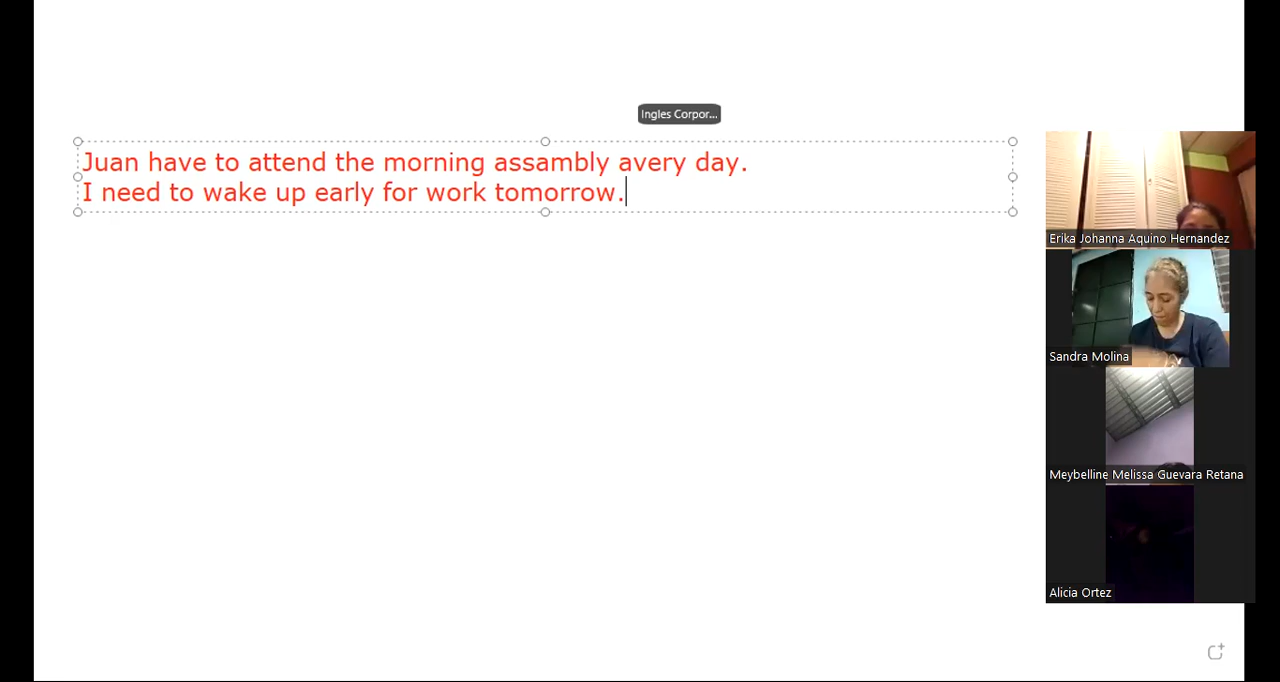 Ingles Corpor...
Juan have to attend the morning assambly avery day.
I need to wake up early for work tomorrow.
Erika Johanna Aquino Hernandez
Sandra Molina
Meybelline Melissa Guevara Retana
Alicia Ortez